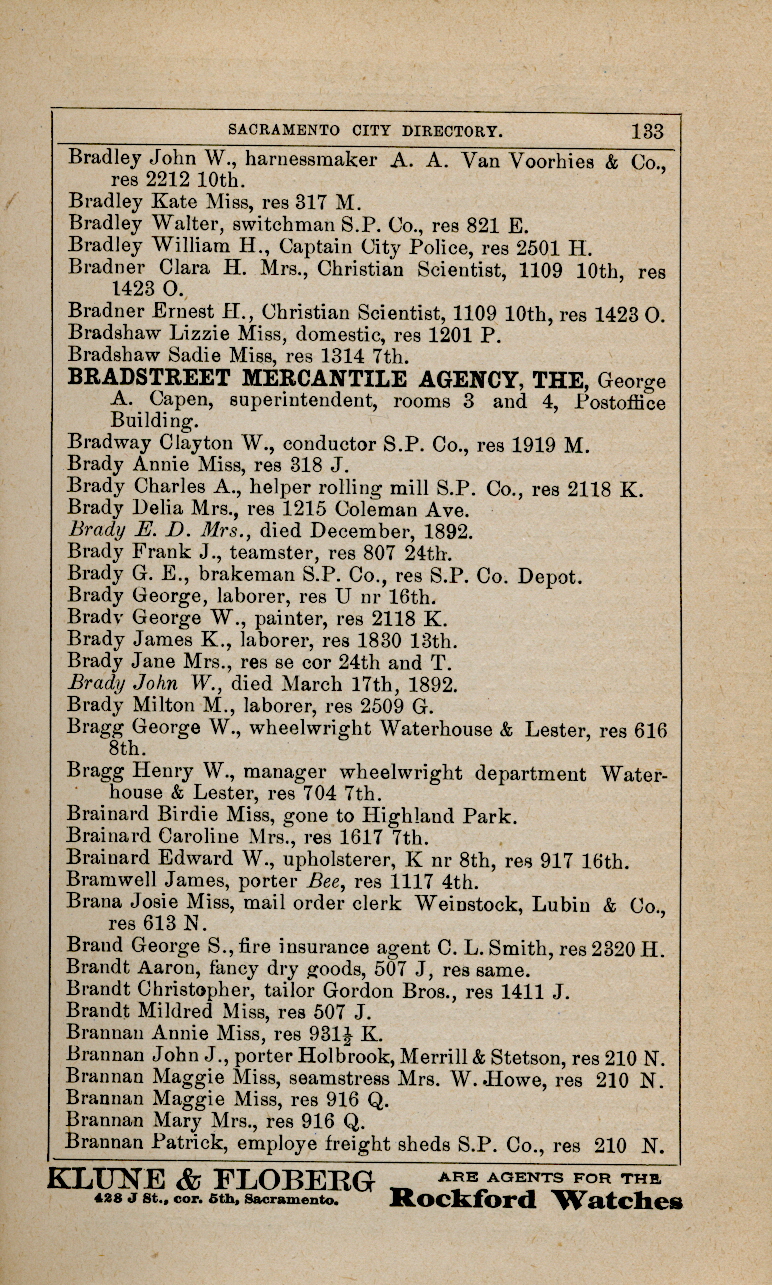 SACRAMENTO CITY DIRECTORY. 133
Bradley John W., harnessmaker A. A. Van Voorhies & Co.,
res 2212 10th.
Bradley Kate Miss, res 317 M.
Bradley Walter, switchman S.P. Co., res 821 E.
Bradley William H., Captain City Police, res 2501 H.
Bradner Clara H. Mrs., Christian Scientist, 1109 10th, res
1423 O.
Bradner Ernest H., Christian Scientist, 1109 10th, res 1423 O.
Bradshaw Lizzie Miss, domestic, res 1201 P.
Bradshaw Sadie Miss, res 1314 7th.
BRADSTREET MERCANTILE AGENCY, THE, George
A. Capen, superintendent, rooms 3 and 4, Postoffice
Building.
Bradway Clayton W., conductor S.P. Co., res 1919 M.
Brady Annie Miss, res 318 J.
Brady Charles A., helper rolling mill S.P. Co., res 2118 K.
Brady Delia Mrs., res 1215 Coleman Ave.
Brady E. D. Mrs., died December, 1892.
Brady Frank J., teamster, res 807 24th.
Brady G. E., brakeman S.P. Co., res S.P. Co. Depot.
Brady George, laborer, res U nr 16th.
Brady George W., painter, res 2118 K.
Brady James K., laborer, res 1830 13th.
Brady Jane Mrs., res se cor 24th and T.
Brady John W., died March 17th, 1892.
Brady Milton M., laborer, res 2509 G.
Bragg George W., wheelwright Waterhouse & Lester, res 616
8th.
Bragg Henry W., manager wheelwright department Water-
house & Lester, res 704 7th.
Brainard Birdie Miss, gone to Highland Park.
Brainard Caroline Mrs., res 1617 7th.
Brainard Edward W., upholsterer, K nr 8th, res 917 16th.
Bramwell James, porter Bee, res 1117 4th.
Brana Josie Miss, mail order clerk Weinstock, Lubin & Co.,
res 613 N.
Brand George S., fire insurance agent C. L. Smith, res 2320 H.
Brandt Aaron, fancy dry goods, 507 J, res same.
Brandt Christopher, tailor Gordon Bros., res 1411 J.
Brandt Mildred Miss, res 507 J.
Brannan Annie Miss, res 931½ K.
Brannan John J., porter Holbrook, Merrill & Stetson, res 210 N.
Brannan Maggie Miss, seamstress Mrs. W. Howe, res 210 N.
Brannan Maggie Miss, res 916 Q.
Brannan Mary Mrs., res 916 Q.
Brannan Patrick, employe freight sheds S.P. Co., res 210 N.
KLUNE & FLOBERG ARE AGENTS FOR THE
428 J St., cor. 5th, Sacramento. Rockford Watches